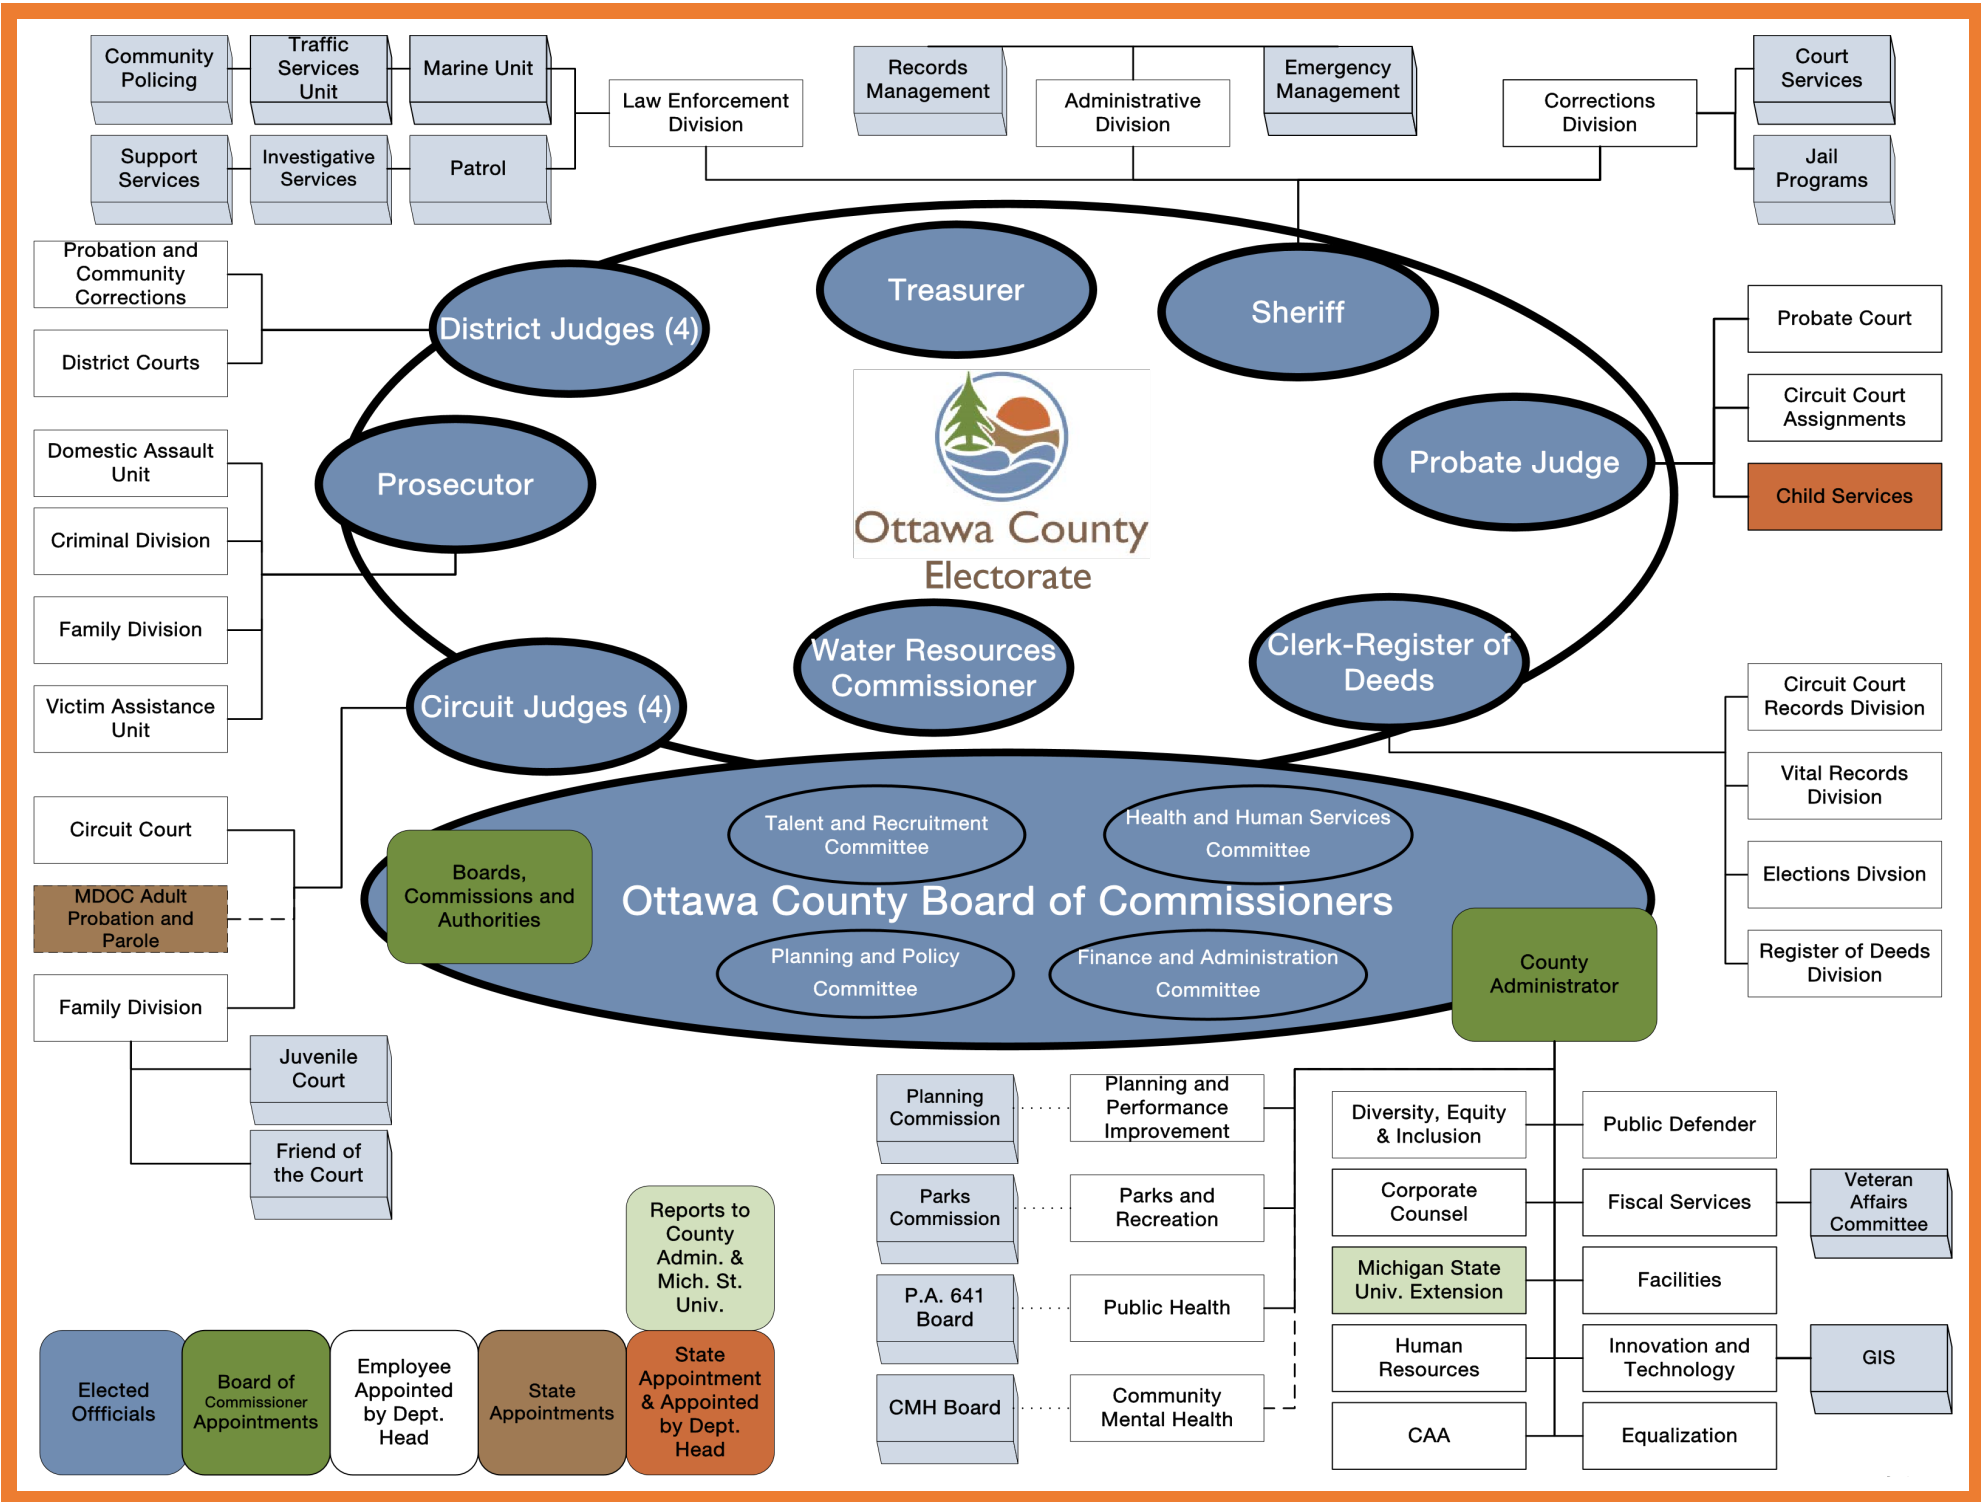 Community
Policing
Traffic
Services
Unit
Marine Unit
Law Enforcement
Division
Support
Services
Investigative
Services
Patrol
Records
Management
Administrative
Division
Emergency
Management
Corrections
Division
Court
Services
Jail
Programs
Probation and
Community
Corrections
District Courts
District Judges (4)
Treasurer
Sheriff
Probate Court
Circuit Court
Assignments
Child Services
Domestic Assault
Unit
Criminal Division
Family Division
Victim Assistance
Unit
Prosecutor
Probate Judge
Ottawa County
Electorate
Circuit Judges (4)
Water Resources
Commissioner
Clerk-Register of
Deeds
Circuit Court
Records Division
Vital Records
Division
Elections Divsion
Register of Deeds
Division
Circuit Court
MDOC Adult
Probation and
Parole
Family Division
Juvenile
Court
Friend of
the Court
Boards,
Commissions and
Authorities
Talent and Recruitment
Committee
Health and Human Services
Committee
Ottawa County Board of Commissioners
Planning and Policy
Committee
Finance and Administration
Committee
County
Administrator
Planning
Commission
Planning and
Performance
Improvement
Parks
Commission
Parks and
Recreation
P.A. 641
Board
Public Health
CMH Board
Community
Mental Health
Diversity, Equity
& Inclusion
Public Defender
Corporate
Counsel
Fiscal Services
Veteran
Affairs
Committee
Michigan State
Univ. Extension
Facilities
Human
Resources
Innovation and
Technology
GIS
CAA
Equalization
Reports to
County
Admin. &
Mich. St.
Univ.
Elected
Offficials
Board of
Commissioner
Appointments
Employee
Appointed
by Dept.
Head
State
Appointments
State
Appointment
& Appointed
by Dept.
Head